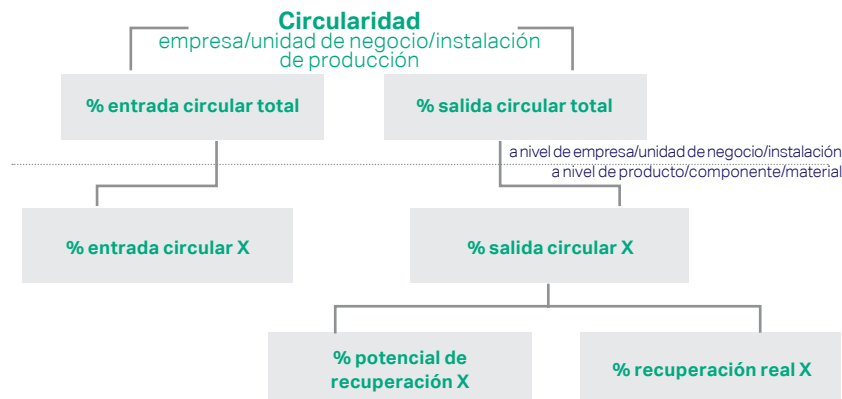 Circularidad
empresa/unidad de negocio/instalación
de producción
% entrada circular total
% salida circular total
a nivel de empresa/unidad de negocio/instalación
a nivel de producto/componente/material
% entrada circular X
% salida circular X
% potencial de
recuperación X
% recuperación real X